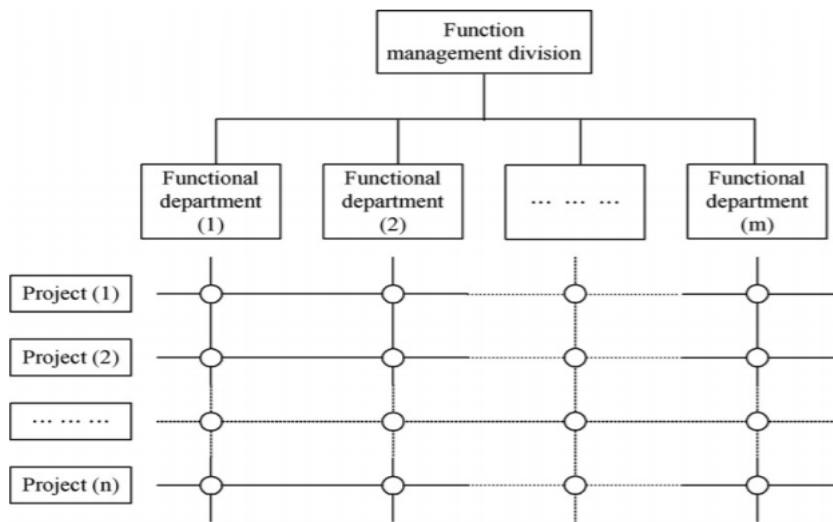 Function
management division
Functional
department
(1)
Functional
department
(2)
... ... ...
Functional
department
(m)
Project (1)
Project (2)
... ... ...
Project (n)